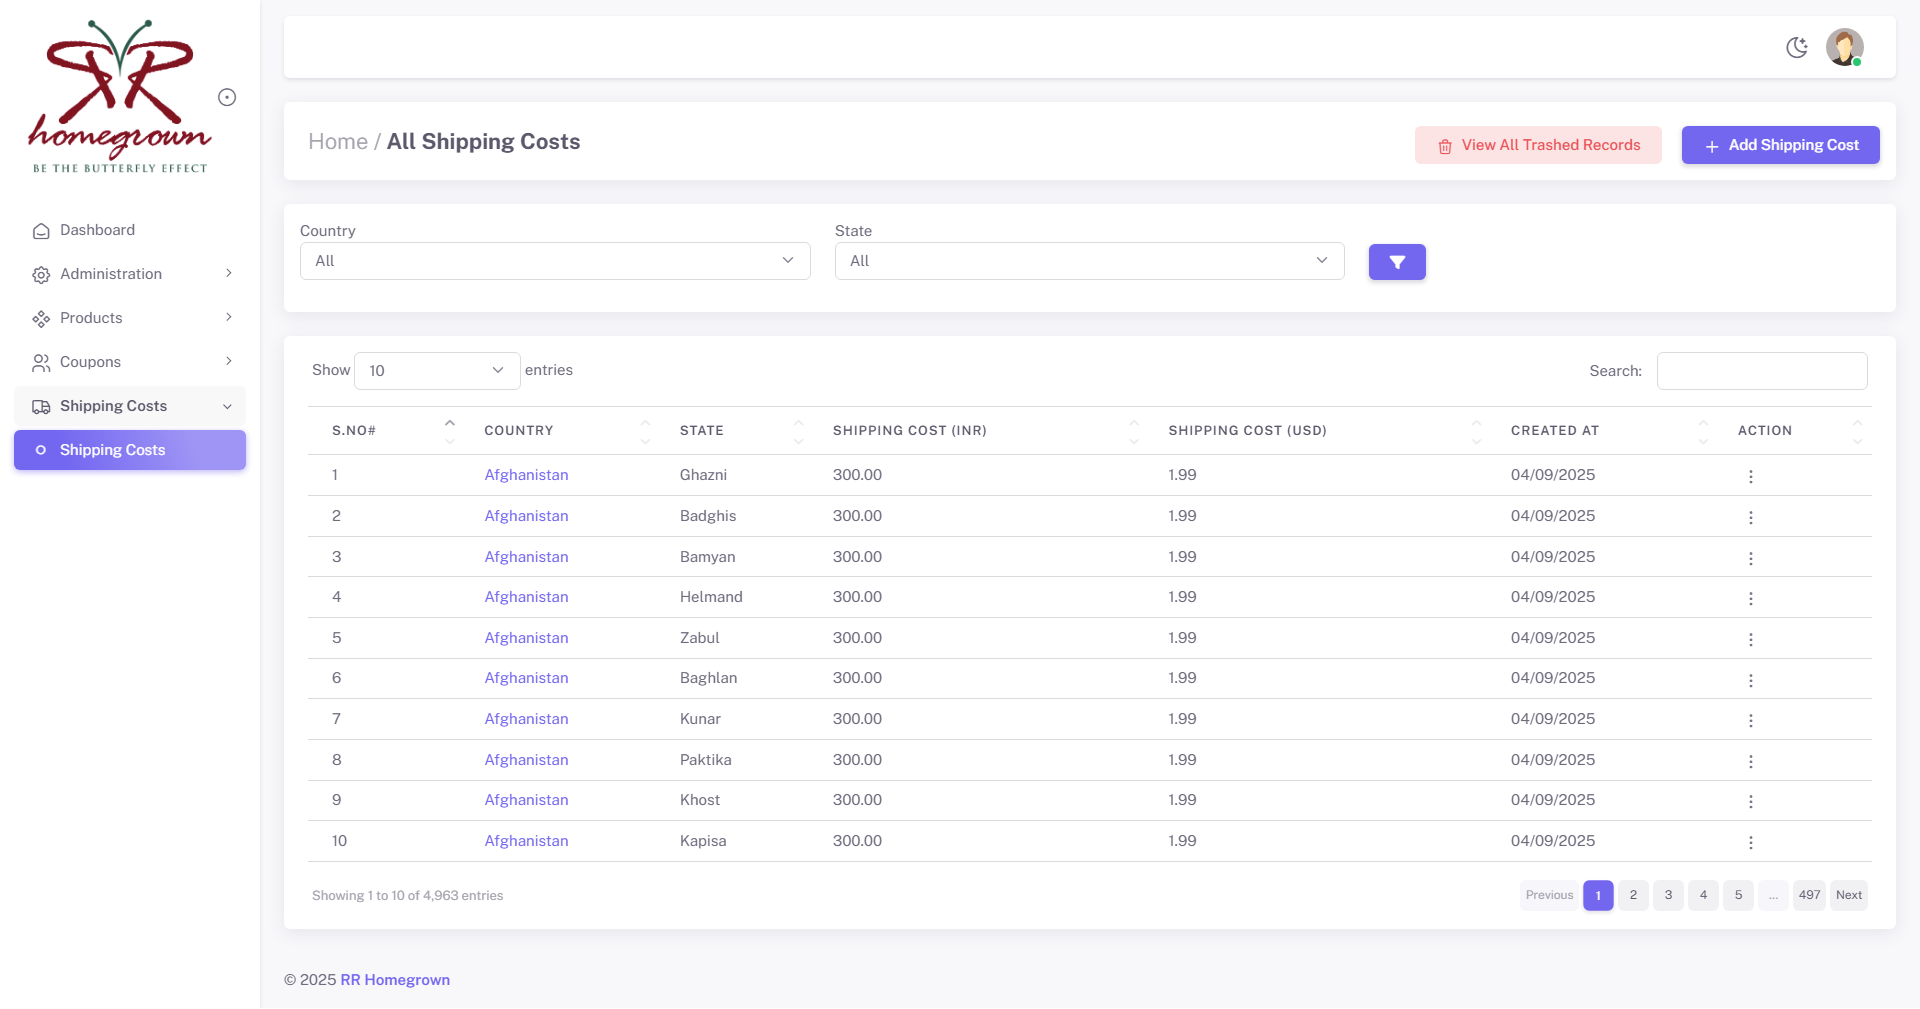 homegrown
BE THE BUTTERFLY EFFECT
Dashboard
Administration
Products
Coupons
Shipping Costs
Shipping Costs
Home / All Shipping Costs
View All Trashed Records
Add Shipping Cost
Country
State
All
All
Show 10 entries
Search:
S.NO# COUNTRY STATE SHIPPING COST (INR) SHIPPING COST (USD) CREATED AT ACTION
1 Afghanistan Ghazni 300.00 1.99 04/09/2025
2 Afghanistan Badghis 300.00 1.99 04/09/2025
3 Afghanistan Bamyan 300.00 1.99 04/09/2025
4 Afghanistan Helmand 300.00 1.99 04/09/2025
5 Afghanistan Zabul 300.00 1.99 04/09/2025
6 Afghanistan Baghlan 300.00 1.99 04/09/2025
7 Afghanistan Kunar 300.00 1.99 04/09/2025
8 Afghanistan Paktika 300.00 1.99 04/09/2025
9 Afghanistan Khost 300.00 1.99 04/09/2025
10 Afghanistan Kapisa 300.00 1.99 04/09/2025
Showing 1 to 10 of 4,963 entries
Previous 1 2 3 4 5 ... 497 Next
© 2025 RR Homegrown